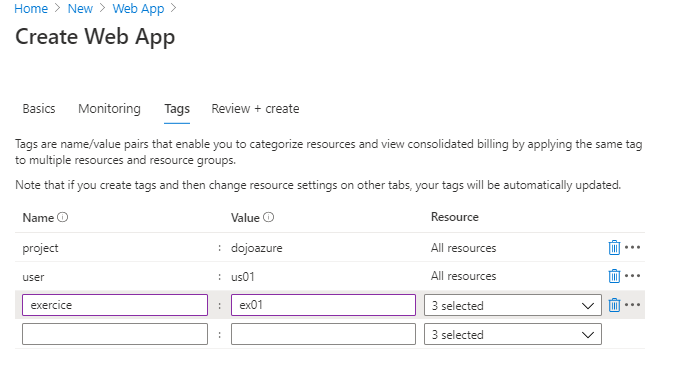 Home > New > Web App >
Create Web App
Basics Monitoring Tags Review + create
Tags are name/value pairs that enable you to categorize resources and view consolidated billing by applying the same tag
to multiple resources and resource groups.
Note that if you create tags and then change resource settings on other tabs, your tags will be automatically updated.
Name Value Resource
project : dojoazure All resources
user : us01 All resources
exercice : ex01 3 selected
: 3 selected